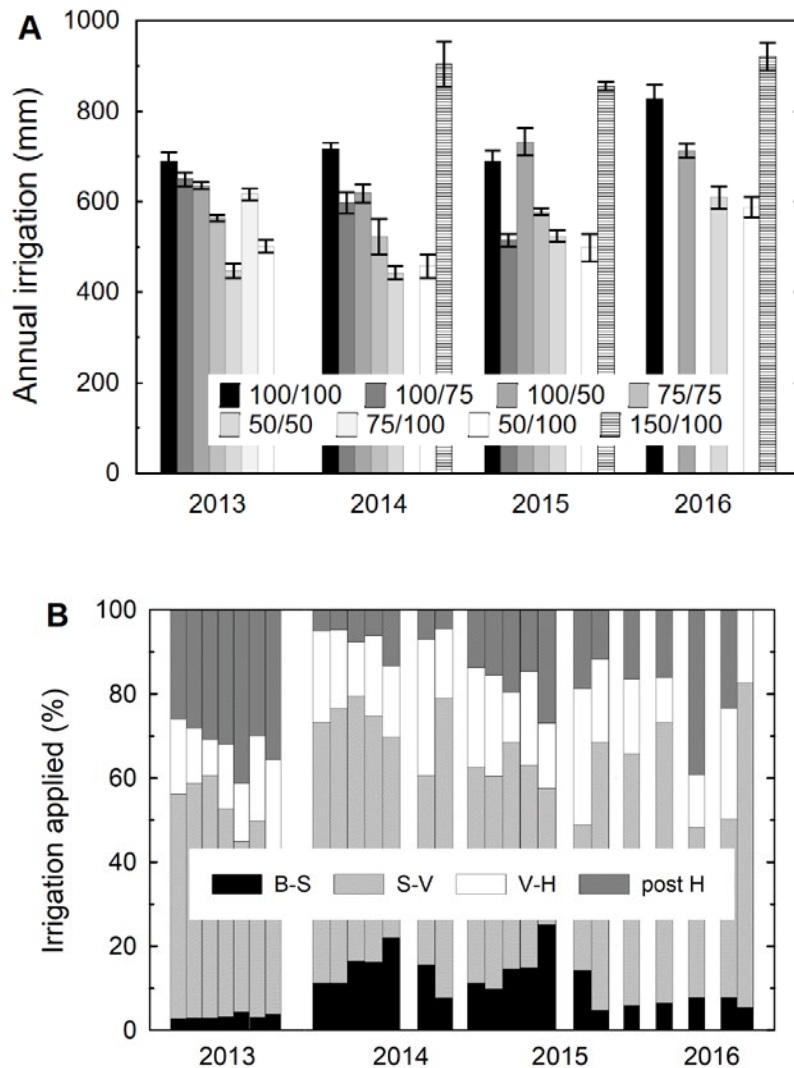 A
1000
800
600
400
200
0
Annual irrigation (mm)
100/100 100/75 100/50 75/75
50/50 75/100 50/100 150/100
2013 2014 2015 2016
B
100
80
60
40
20
0
Irrigation applied (%)
B-S S-V V-H post H
2013 2014 2015 2016